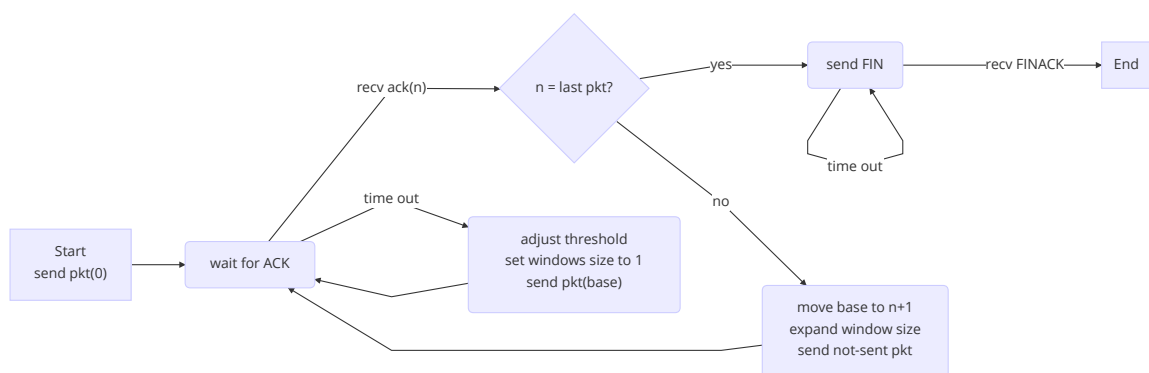 Start
send pkt(0)
wait for ACK
recv ack(n)
n = last pkt?
yes
send FIN
recv FINACK
End
time out
time out
adjust threshold
set windows size to 1
send pkt(base)
no
move base to n+1
expand window size
send not-sent pkt